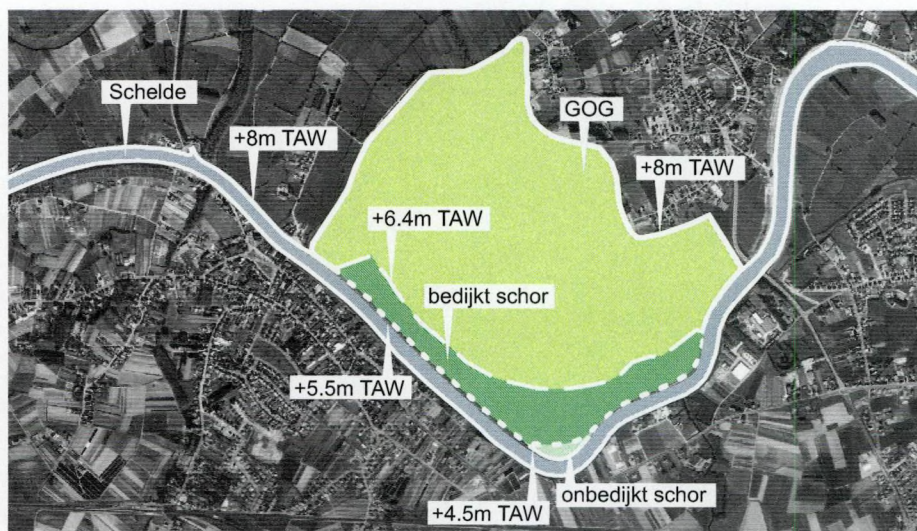 Schelde
+8m TAW
GOG
+8m TAW
+6.4m TAW
bedijkt schor
+5.5m TAW
onbedijkt schor
+4.5m TAW